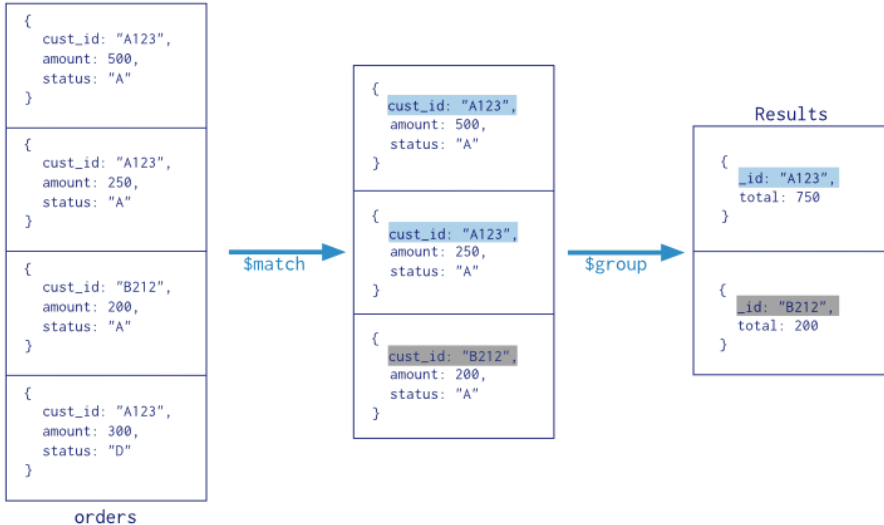 {
cust_id: "A123",
amount: 500,
status: "A"
}
{
cust_id: "A123",
amount: 250,
status: "A"
}
{
cust_id: "B212",
amount: 200,
status: "A"
}
{
cust_id: "A123",
amount: 300,
status: "D"
}
orders
$match
{
cust_id: "A123",
amount: 500,
status: "A"
}
{
cust_id: "A123",
amount: 250,
status: "A"
}
{
cust_id: "B212",
amount: 200,
status: "A"
}
$group
Results
{
_id: "A123",
total: 750
}
{
_id: "B212",
total: 200
}